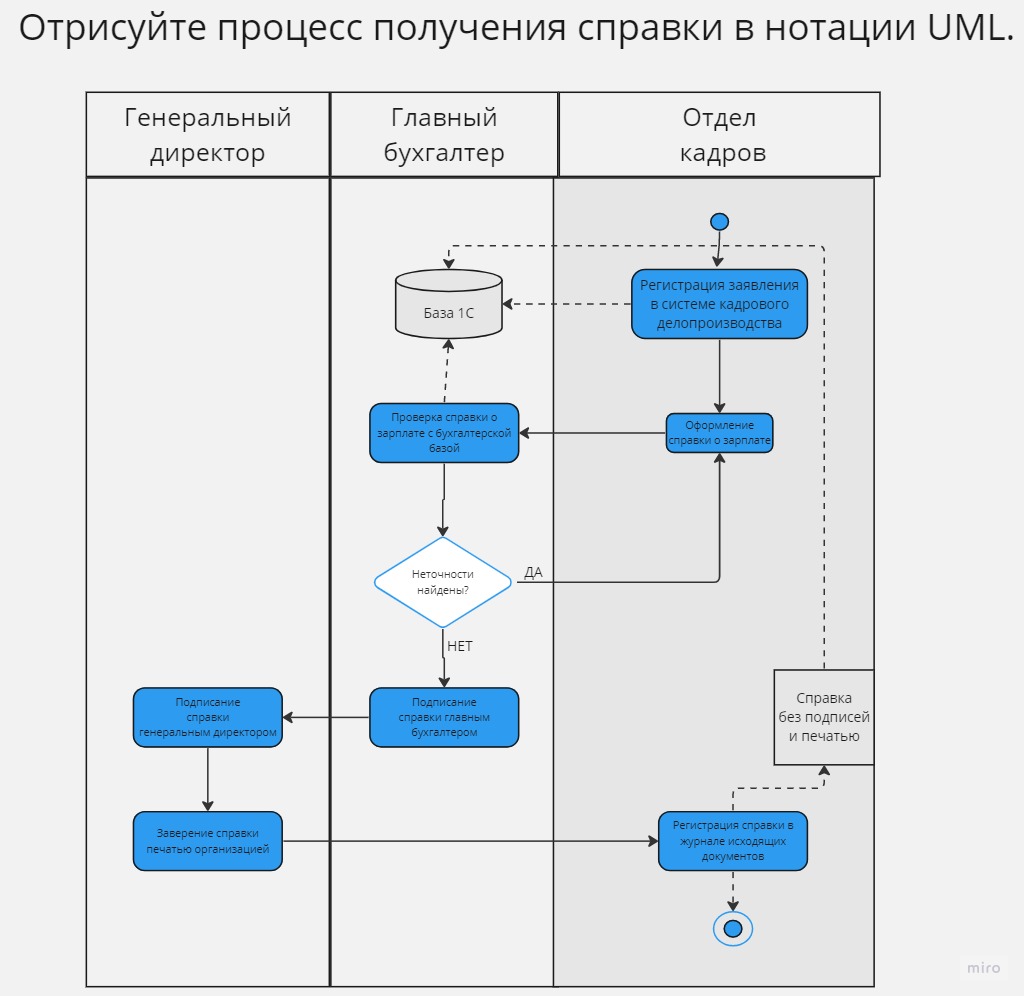 Отрисуйте процесс получения справки в нотации UML.
Генеральный
директор
Главный
бухгалтер
Отдел
кадров
Регистрация заявления
в системе кадрового
делопроизводства
База 1С
Проверка справки о
зарплате с бухгалтерской
базой
Оформление
справки о зарплате
Неточности
найдены?
ДА
НЕТ
Подписание
справки
генеральным директором
Подписание
справки главным
бухгалтером
Справка
без подписей
и печатью
Заверение справки
печатью организацией
Регистрация справки в
журнале исходящих
документов
miro